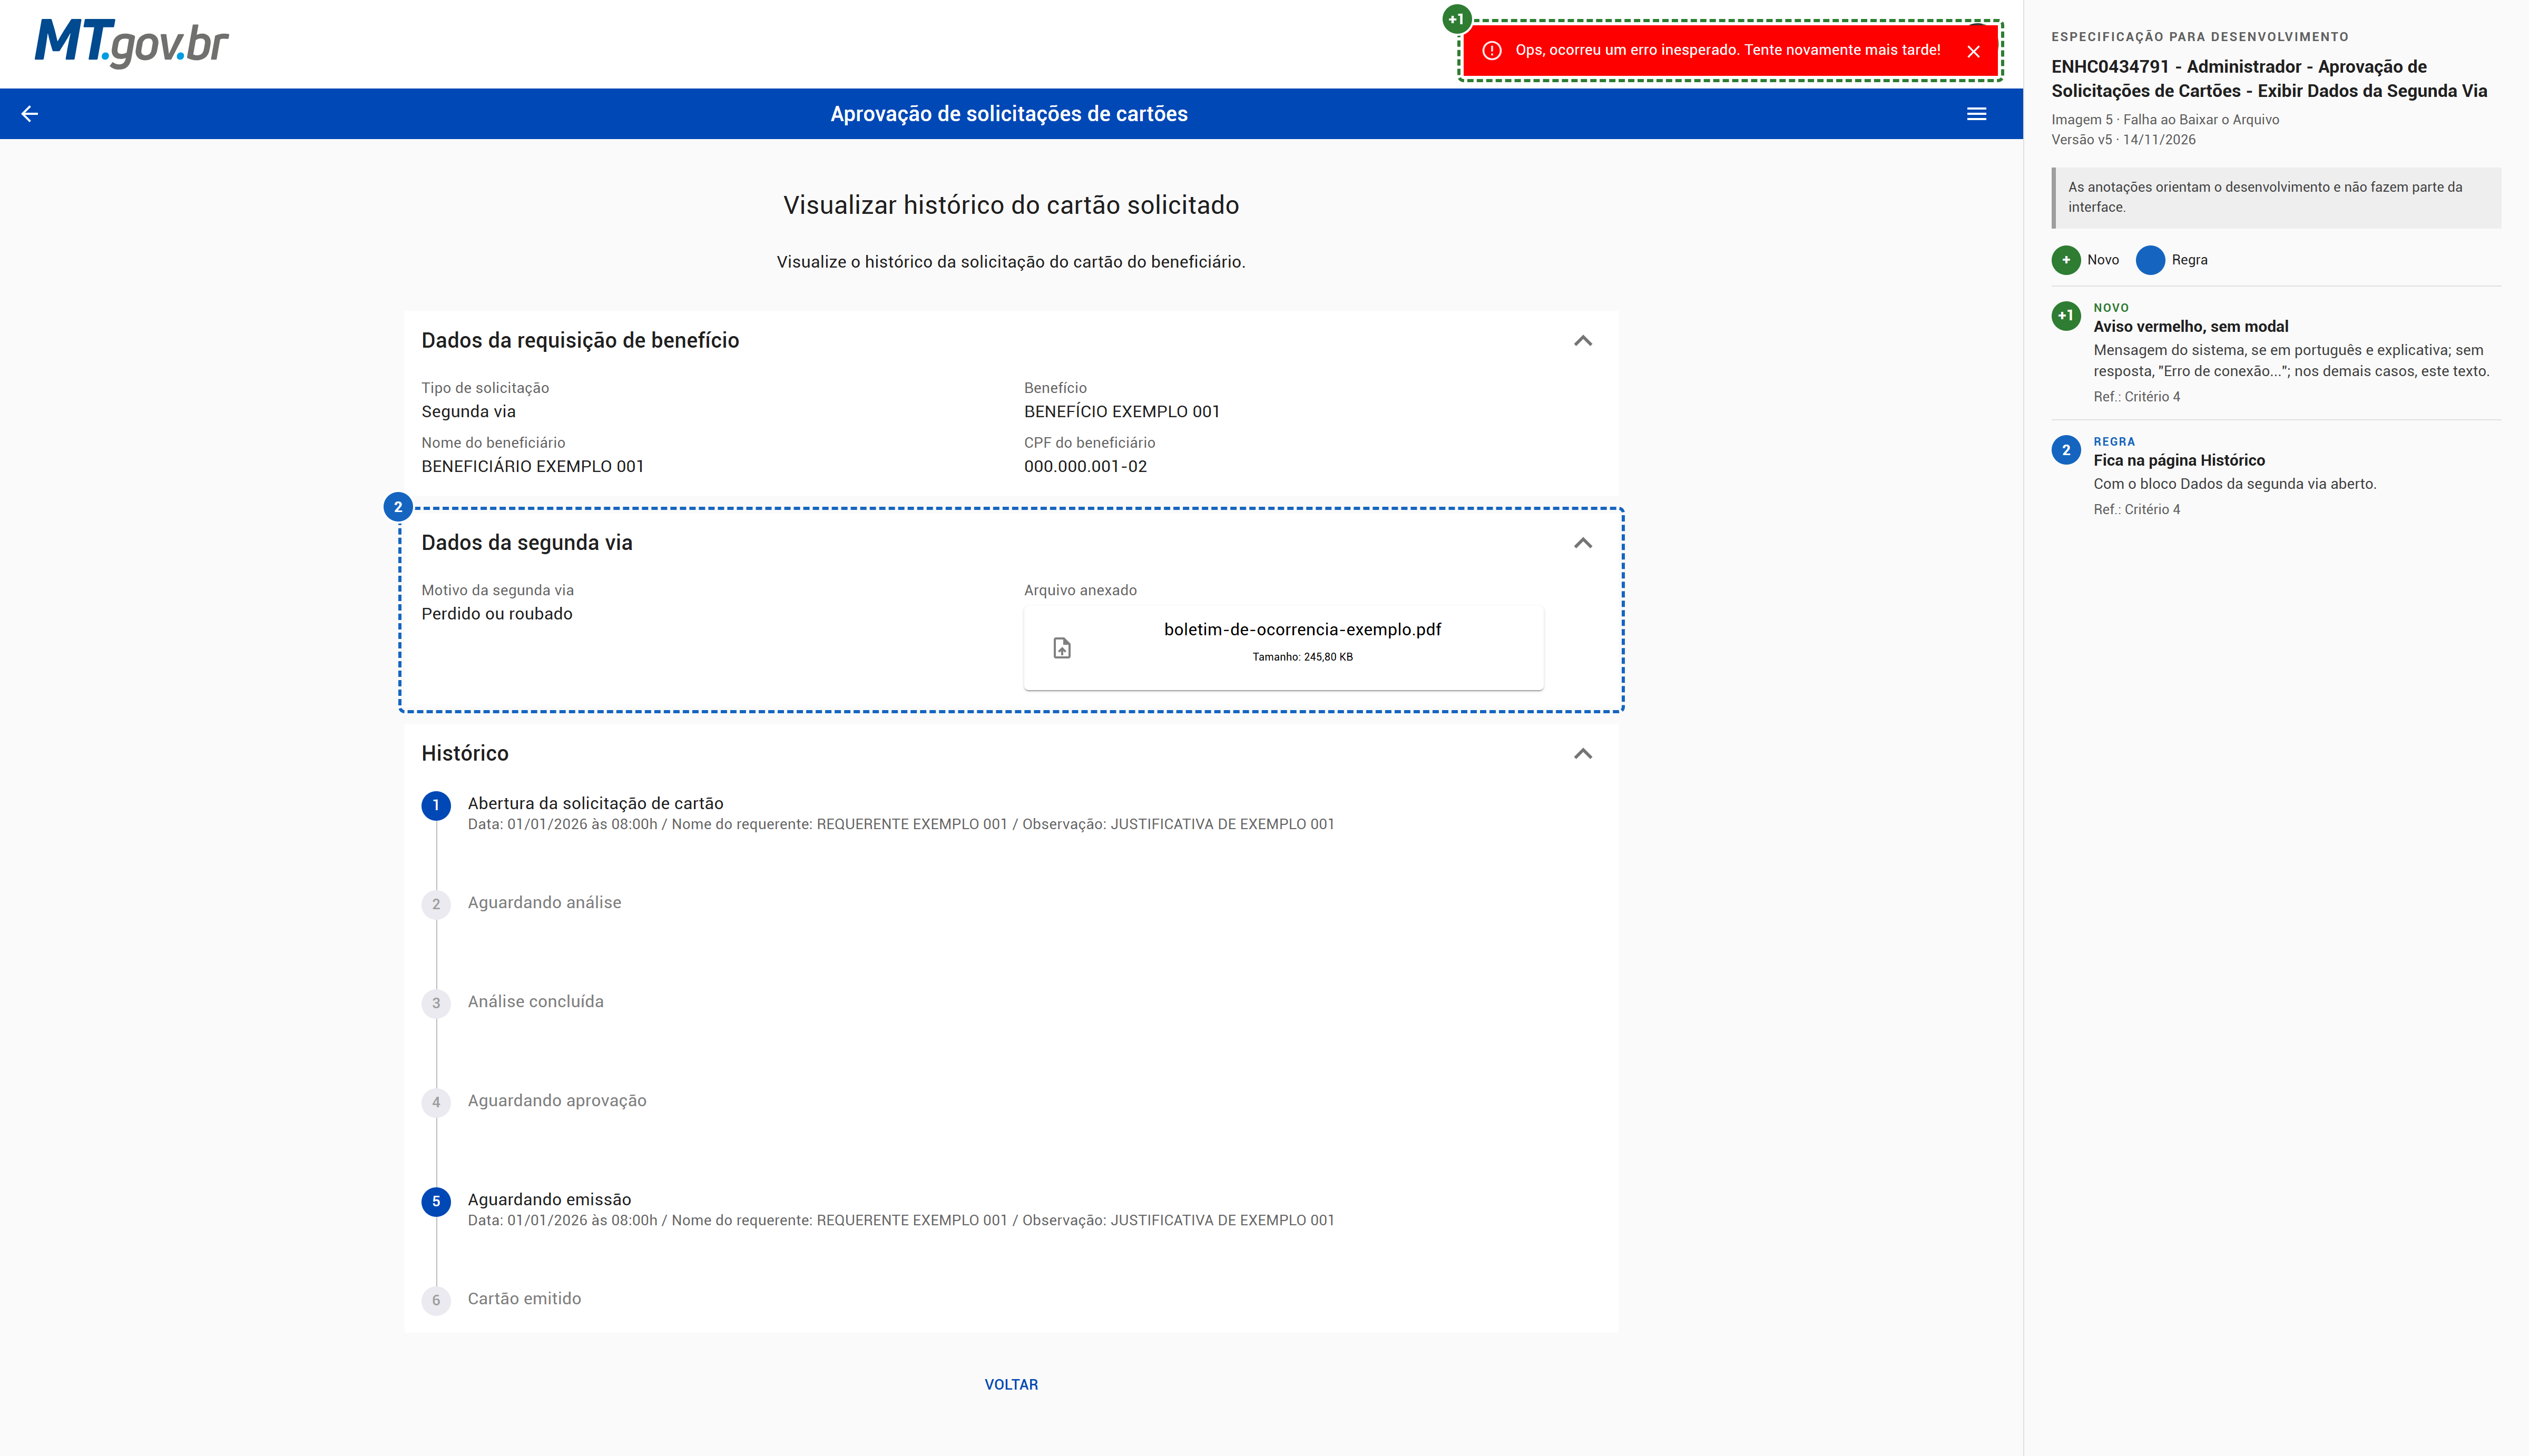 MT.gov.br
+1
Ops, ocorreu um erro inesperado. Tente novamente mais tarde!
Aprovação de solicitações de cartões
Visualizar histórico do cartão solicitado
Visualize o histórico da solicitação do cartão do beneficiário.
Dados da requisição de benefício
Tipo de solicitação
Segunda via
Benefício
BENEFÍCIO EXEMPLO 001
Nome do beneficiário
BENEFICIÁRIO EXEMPLO 001
CPF do beneficiário
000.000.001-02
2
Dados da segunda via
Motivo da segunda via
Perdido ou roubado
Arquivo anexado
boletim-de-ocorrencia-exemplo.pdf
Tamanho: 245,80 KB
Histórico
1
Abertura da solicitação de cartão
Data: 01/01/2026 às 08:00h / Nome do requerente: REQUERENTE EXEMPLO 001 / Observação: JUSTIFICATIVA DE EXEMPLO 001
2
Aguardando análise
3
Análise concluída
4
Aguardando aprovação
5
Aguardando emissão
Data: 01/01/2026 às 08:00h / Nome do requerente: REQUERENTE EXEMPLO 001 / Observação: JUSTIFICATIVA DE EXEMPLO 001
6
Cartão emitido
VOLTAR
ESPECIFICAÇÃO PARA DESENVOLVIMENTO
ENHC0434791 - Administrador - Aprovação de
Solicitações de Cartões - Exibir Dados da Segunda Via
Imagem 5 · Falha ao Baixar o Arquivo
Versão v5 · 14/11/2026
As anotações orientam o desenvolvimento e não fazem parte da
interface.
+ Novo
Regra
+1
NOVO
Aviso vermelho, sem modal
Mensagem do sistema, se em português e explicativa; sem
resposta, "Erro de conexão..."; nos demais casos, este texto.
Ref.: Critério 4
2
REGRA
Fica na página Histórico
Com o bloco Dados da segunda via aberto.
Ref.: Critério 4